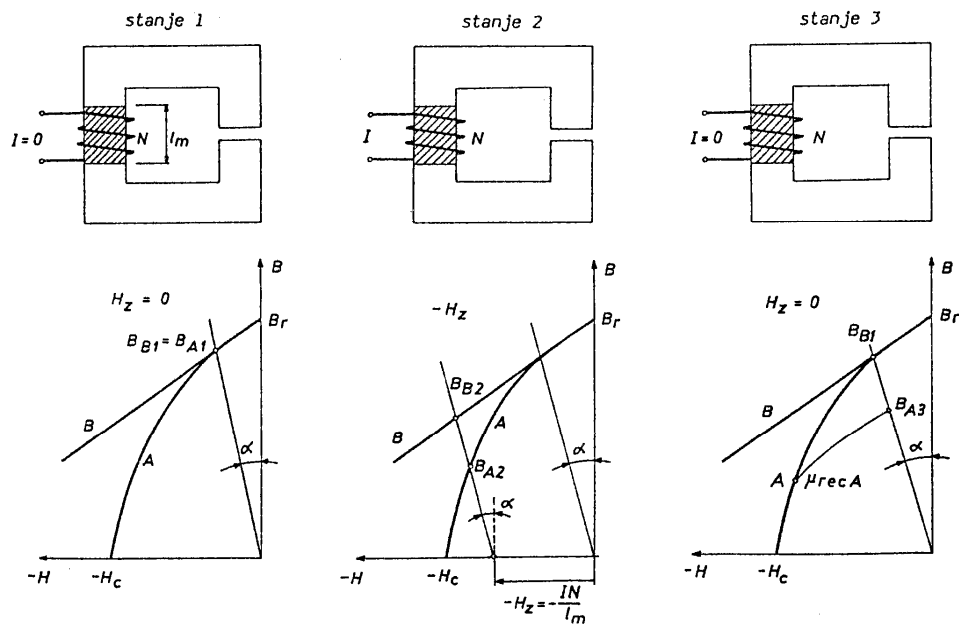 stanje 1
stanje 2
stanje 3
I = 0
N
l_m
I
N
I = 0
N
H_z = 0
B
B_r
B_B1 = B_A1
B
A
α
-H
-H_c
-H_z
B
B_r
B_B2
B
A
B_A2
α
α
-H
-H_c
-H_z = - IN / l_m
H_z = 0
B
B_r
B_B1
B
B_A3
α
A
μrec A
-H
-H_c